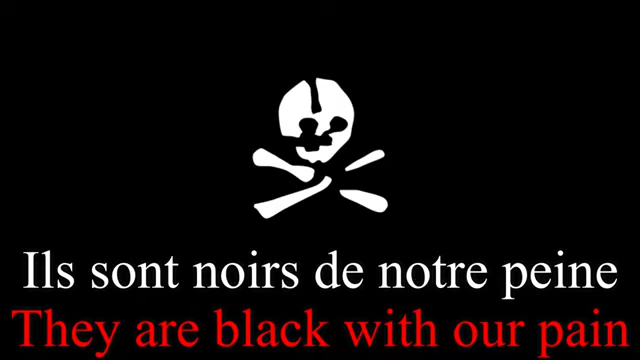 Ils sont noirs de notre peine
They are black with our pain